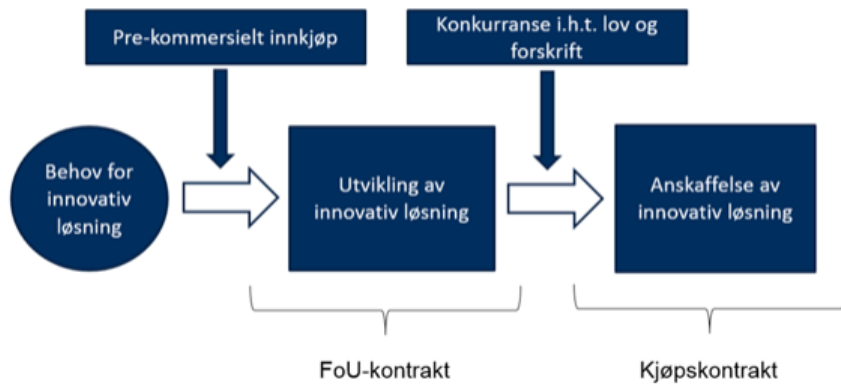 Pre-kommersielt innkjøp
Konkurranse i.h.t. lov og
forskrift
Behov for
innovativ
løsning
Utvikling av
innovativ løsning
Anskaffelse av
innovativ løsning
FoU-kontrakt
Kjøpskontrakt